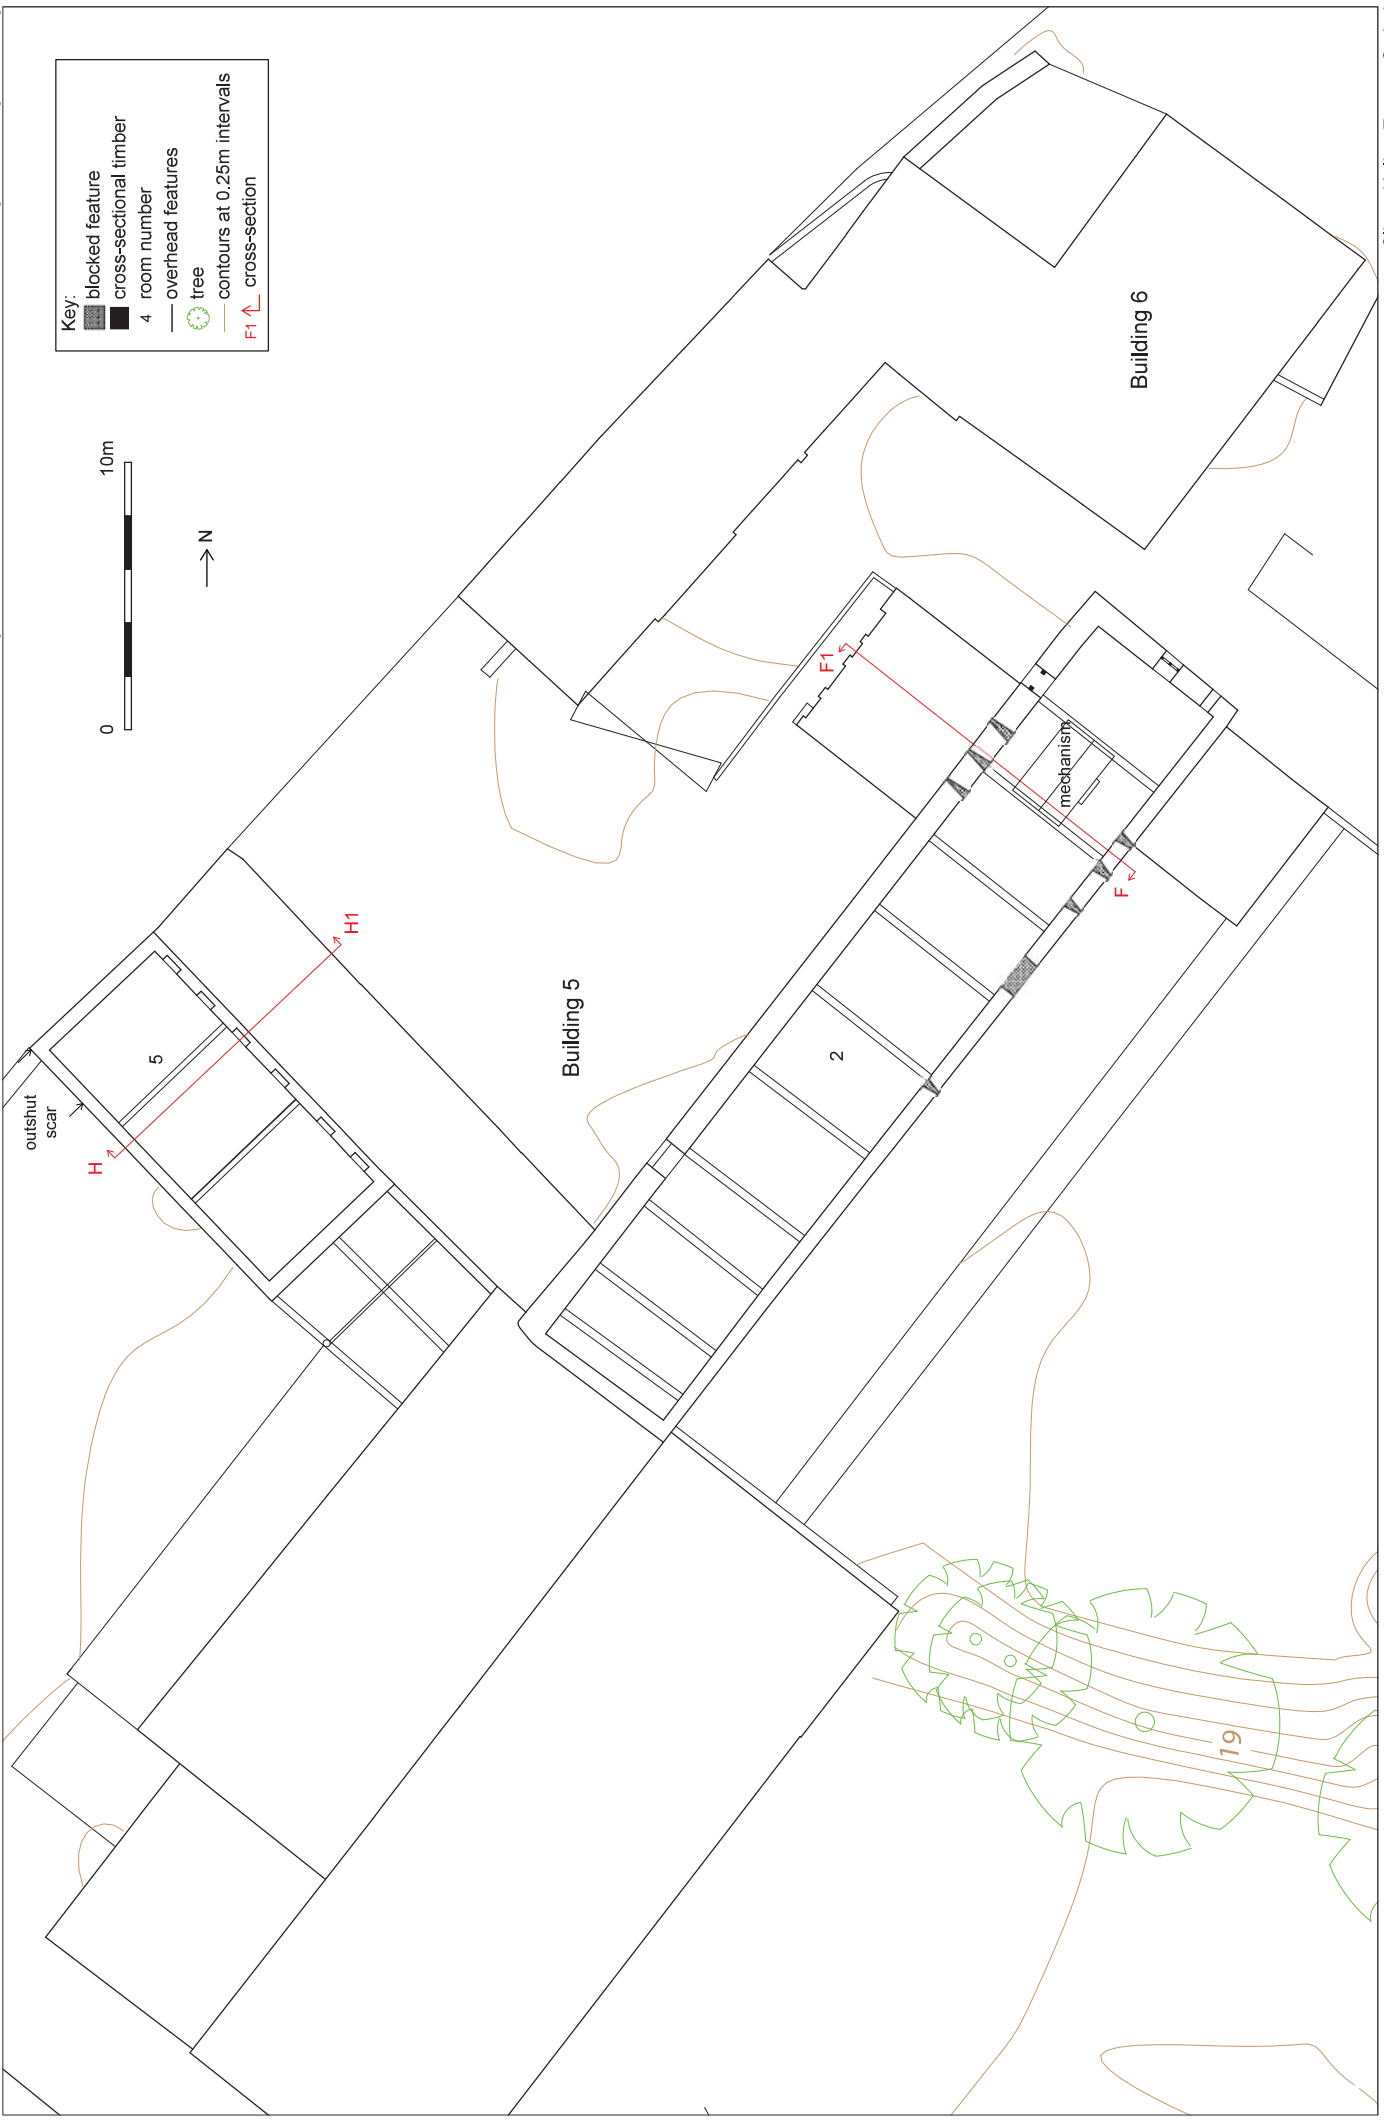 Key:
blocked feature
cross-sectional timber
4 room number
overhead features
tree
contours at 0.25m intervals
F1 cross-section
0 10m
N
outshut
scar
5
H
H1
Building 5
2
F1
F
mechanism
Building 6
19